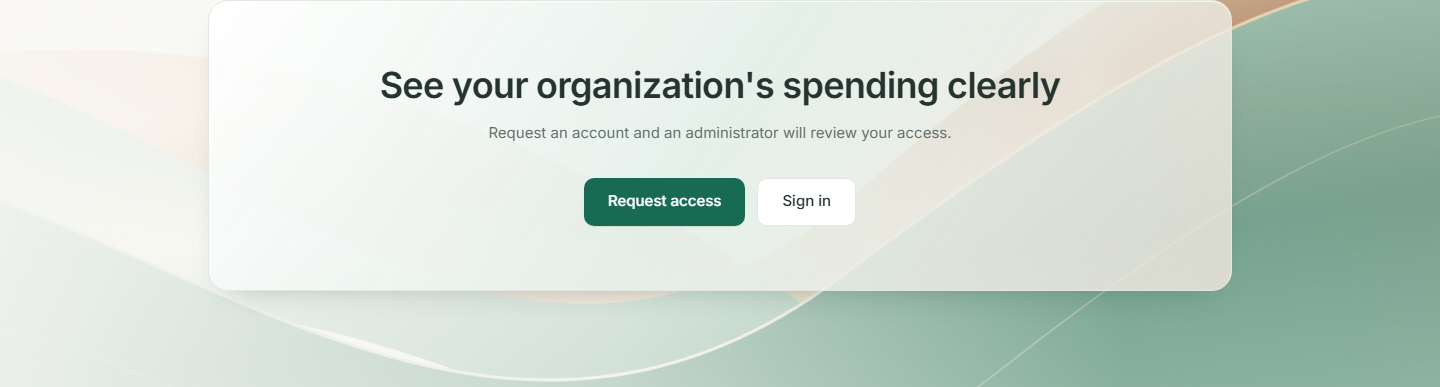 See your organization's spending clearly
Request an account and an administrator will review your access.
Request access
Sign in